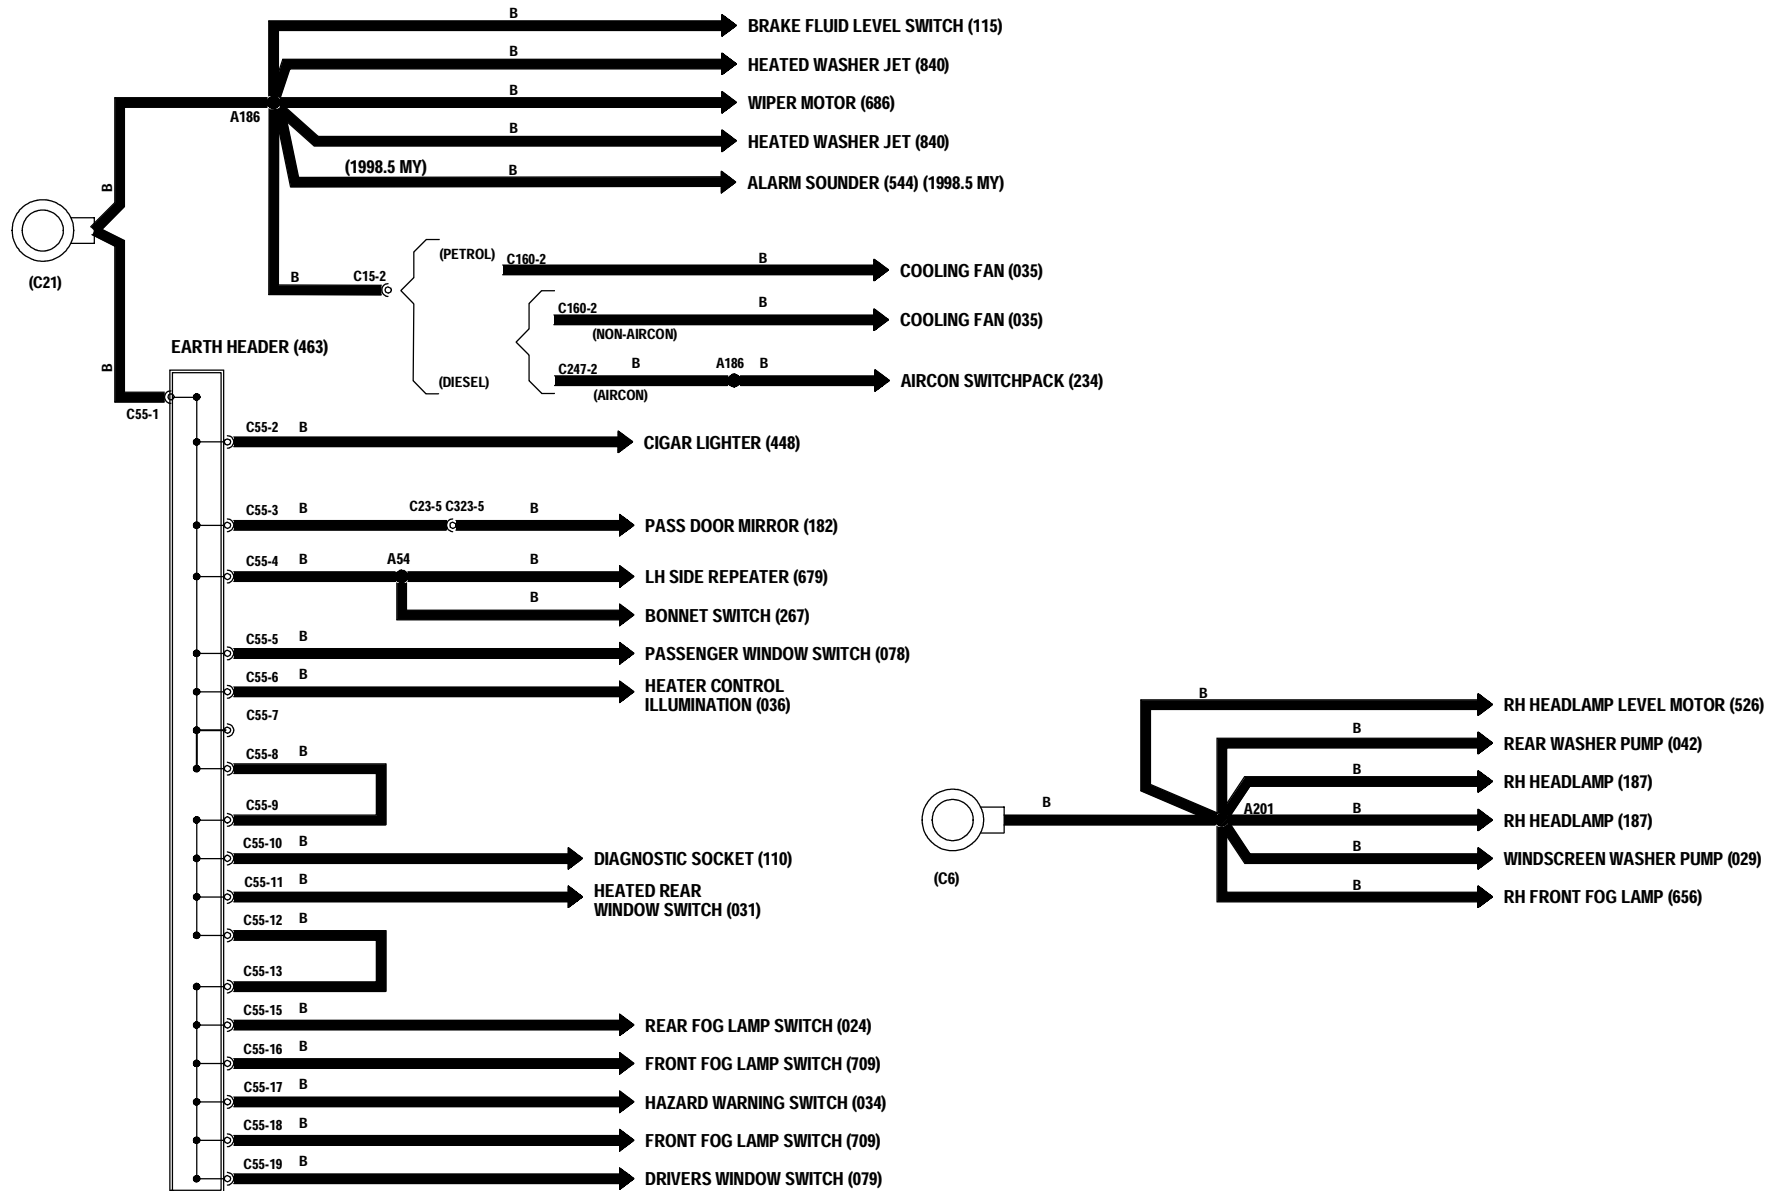 B
BRAKE FLUID LEVEL SWITCH (115)
B
HEATED WASHER JET (840)
B
WIPER MOTOR (686)
A186
B
HEATED WASHER JET (840)
(1998.5 MY)
B
ALARM SOUNDER (544) (1998.5 MY)
B
(C21)
B
C15-2
(PETROL)
C160-2
B
COOLING FAN (035)
C160-2
B
COOLING FAN (035)
(NON-AIRCON)
(DIESEL)
C247-2
B
A186
B
AIRCON SWITCHPACK (234)
(AIRCON)
B
EARTH HEADER (463)
C55-1
C55-2
B
CIGAR LIGHTER (448)
C55-3
B
C23-5 C323-5
B
PASS DOOR MIRROR (182)
C55-4
B
A54
B
LH SIDE REPEATER (679)
B
BONNET SWITCH (267)
C55-5
B
PASSENGER WINDOW SWITCH (078)
C55-6
B
HEATER CONTROL
ILLUMINATION (036)
C55-7
C55-8
B
C55-9
C55-10
B
DIAGNOSTIC SOCKET (110)
C55-11
B
HEATED REAR
WINDOW SWITCH (031)
C55-12
B
C55-13
C55-15
B
REAR FOG LAMP SWITCH (024)
C55-16
B
FRONT FOG LAMP SWITCH (709)
C55-17
B
HAZARD WARNING SWITCH (034)
C55-18
B
FRONT FOG LAMP SWITCH (709)
C55-19
B
DRIVERS WINDOW SWITCH (079)
B
RH HEADLAMP LEVEL MOTOR (526)
B
REAR WASHER PUMP (042)
B
RH HEADLAMP (187)
B
A201
B
RH HEADLAMP (187)
B
WINDSCREEN WASHER PUMP (029)
(C6)
B
RH FRONT FOG LAMP (656)